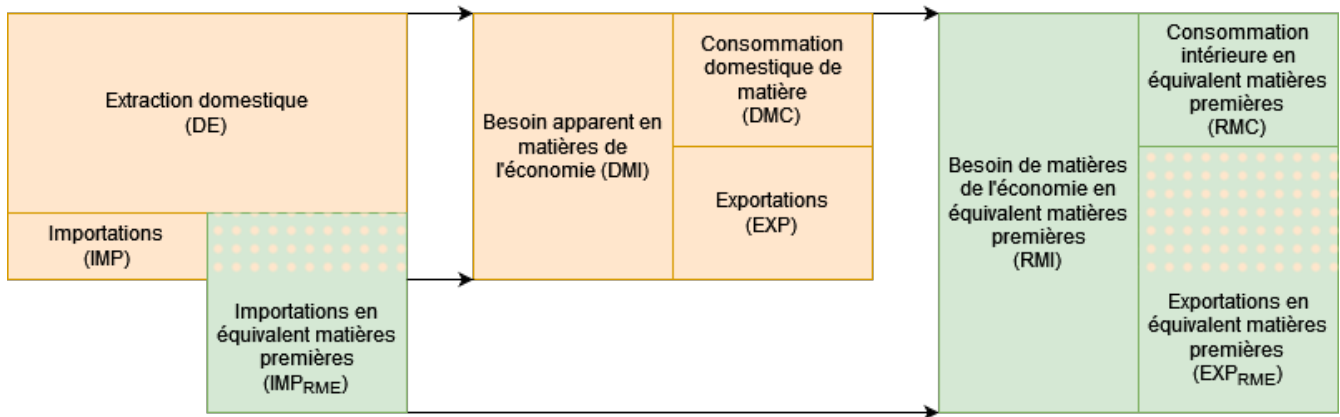 Extraction domestique
(DE)
Importations
(IMP)
Importations en
équivalent matières
premières
(IMPRME)
Besoin apparent en
matières de
l'économie (DMI)
Consommation
domestique de
matière
(DMC)
Exportations
(EXP)
Besoin de matières
de l'économie en
équivalent matières
premières
(RMI)
Consommation
intérieure en
équivalent matières
premières
(RMC)
Exportations en
équivalent matières
premières
(EXPRME)